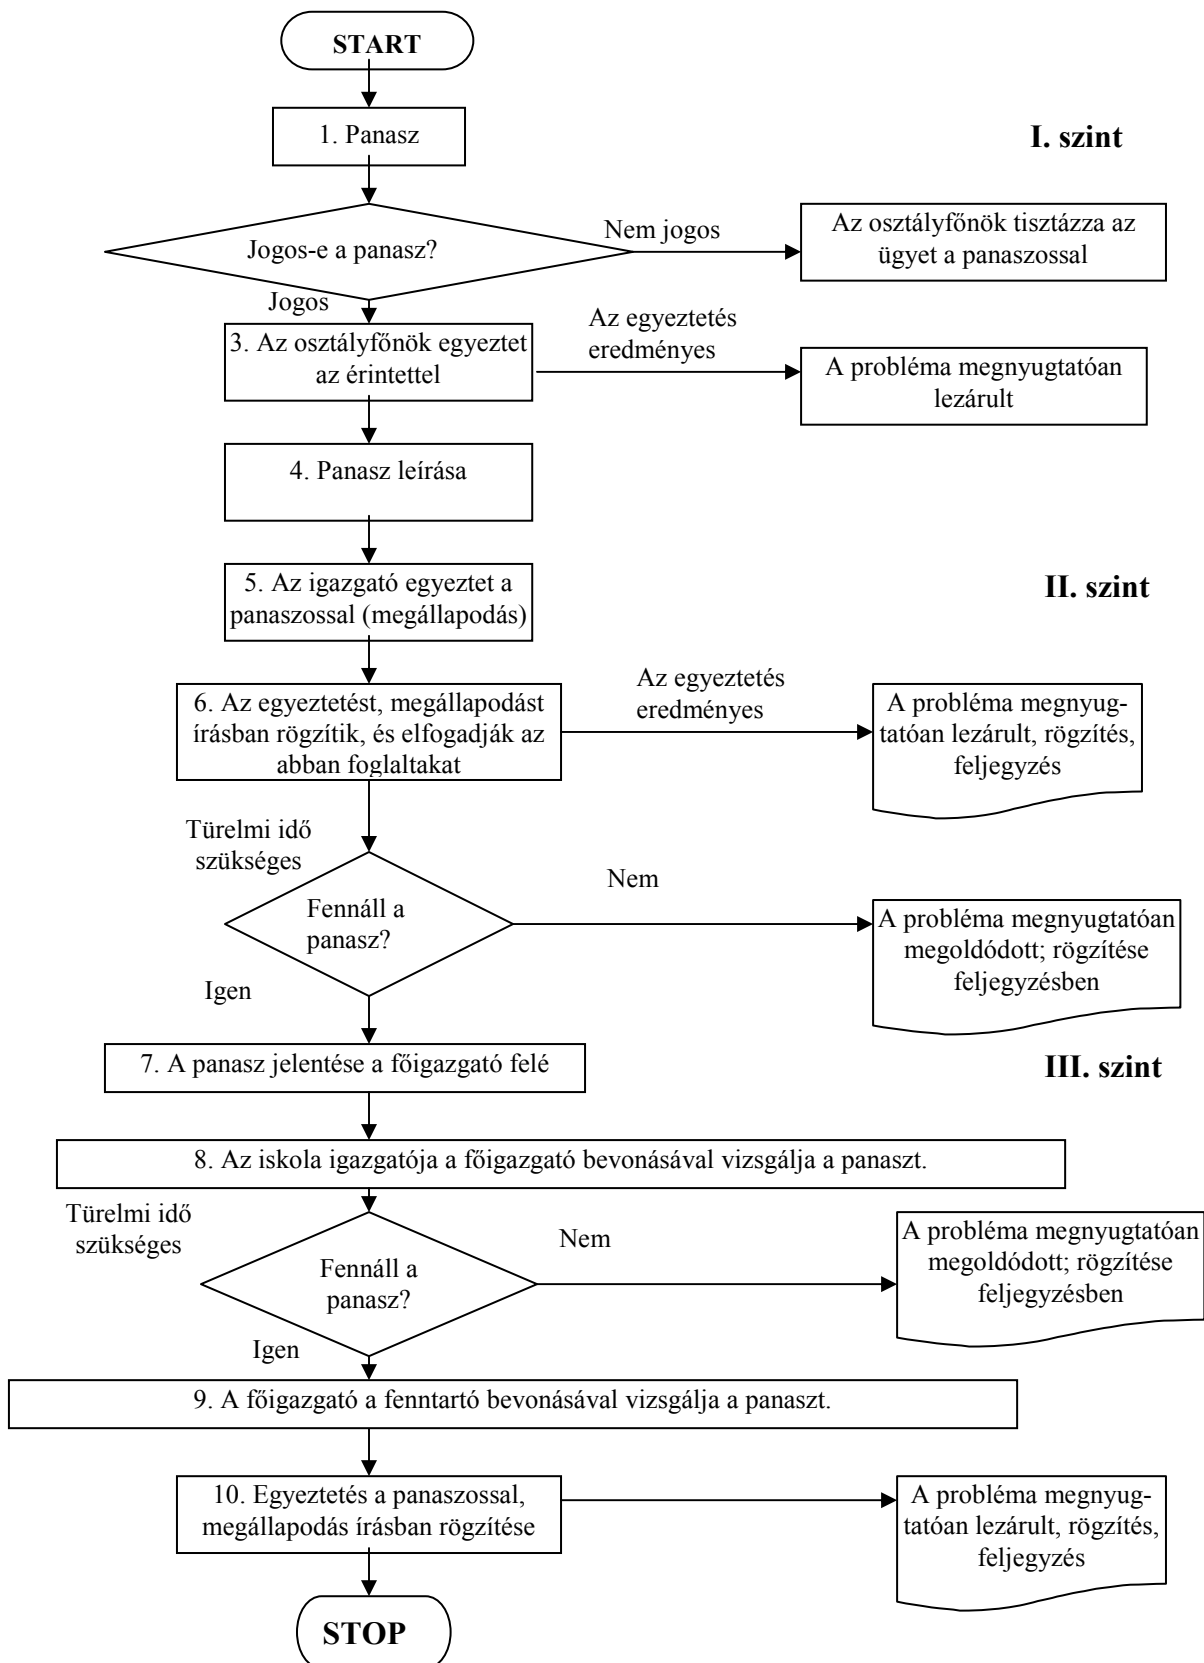 START
1. Panasz
I. szint
Jogos-e a panasz?
Nem jogos
Az osztályfőnök tisztázza az
ügyet a panaszossal
Jogos
3. Az osztályfőnök egyeztet
az érintettel
Az egyeztetés
eredményes
A probléma megnyugtatóan
lezárult
4. Panasz leírása
5. Az igazgató egyeztet a
panaszossal (megállapodás)
II. szint
6. Az egyeztetést, megállapodást
írásban rögzítik, és elfogadják az
abban foglaltakat
Az egyeztetés
eredményes
A probléma megnyug-
tatóan lezárult, rögzítés,
feljegyzés
Türelmi idő
szükséges
Fennáll a
panasz?
Nem
A probléma megnyugtatóan
megoldódott; rögzítése
feljegyzésben
Igen
7. A panasz jelentése a főigazgató felé
III. szint
8. Az iskola igazgatója a főigazgató bevonásával vizsgálja a panaszt.
Türelmi idő
szükséges
Fennáll a
panasz?
Nem
A probléma megnyugtatóan
megoldódott; rögzítése
feljegyzésben
Igen
9. A főigazgató a fenntartó bevonásával vizsgálja a panaszt.
10. Egyeztetés a panaszossal,
megállapodás írásban rögzítése
A probléma megnyug-
tatóan lezárult, rögzítés,
feljegyzés
STOP